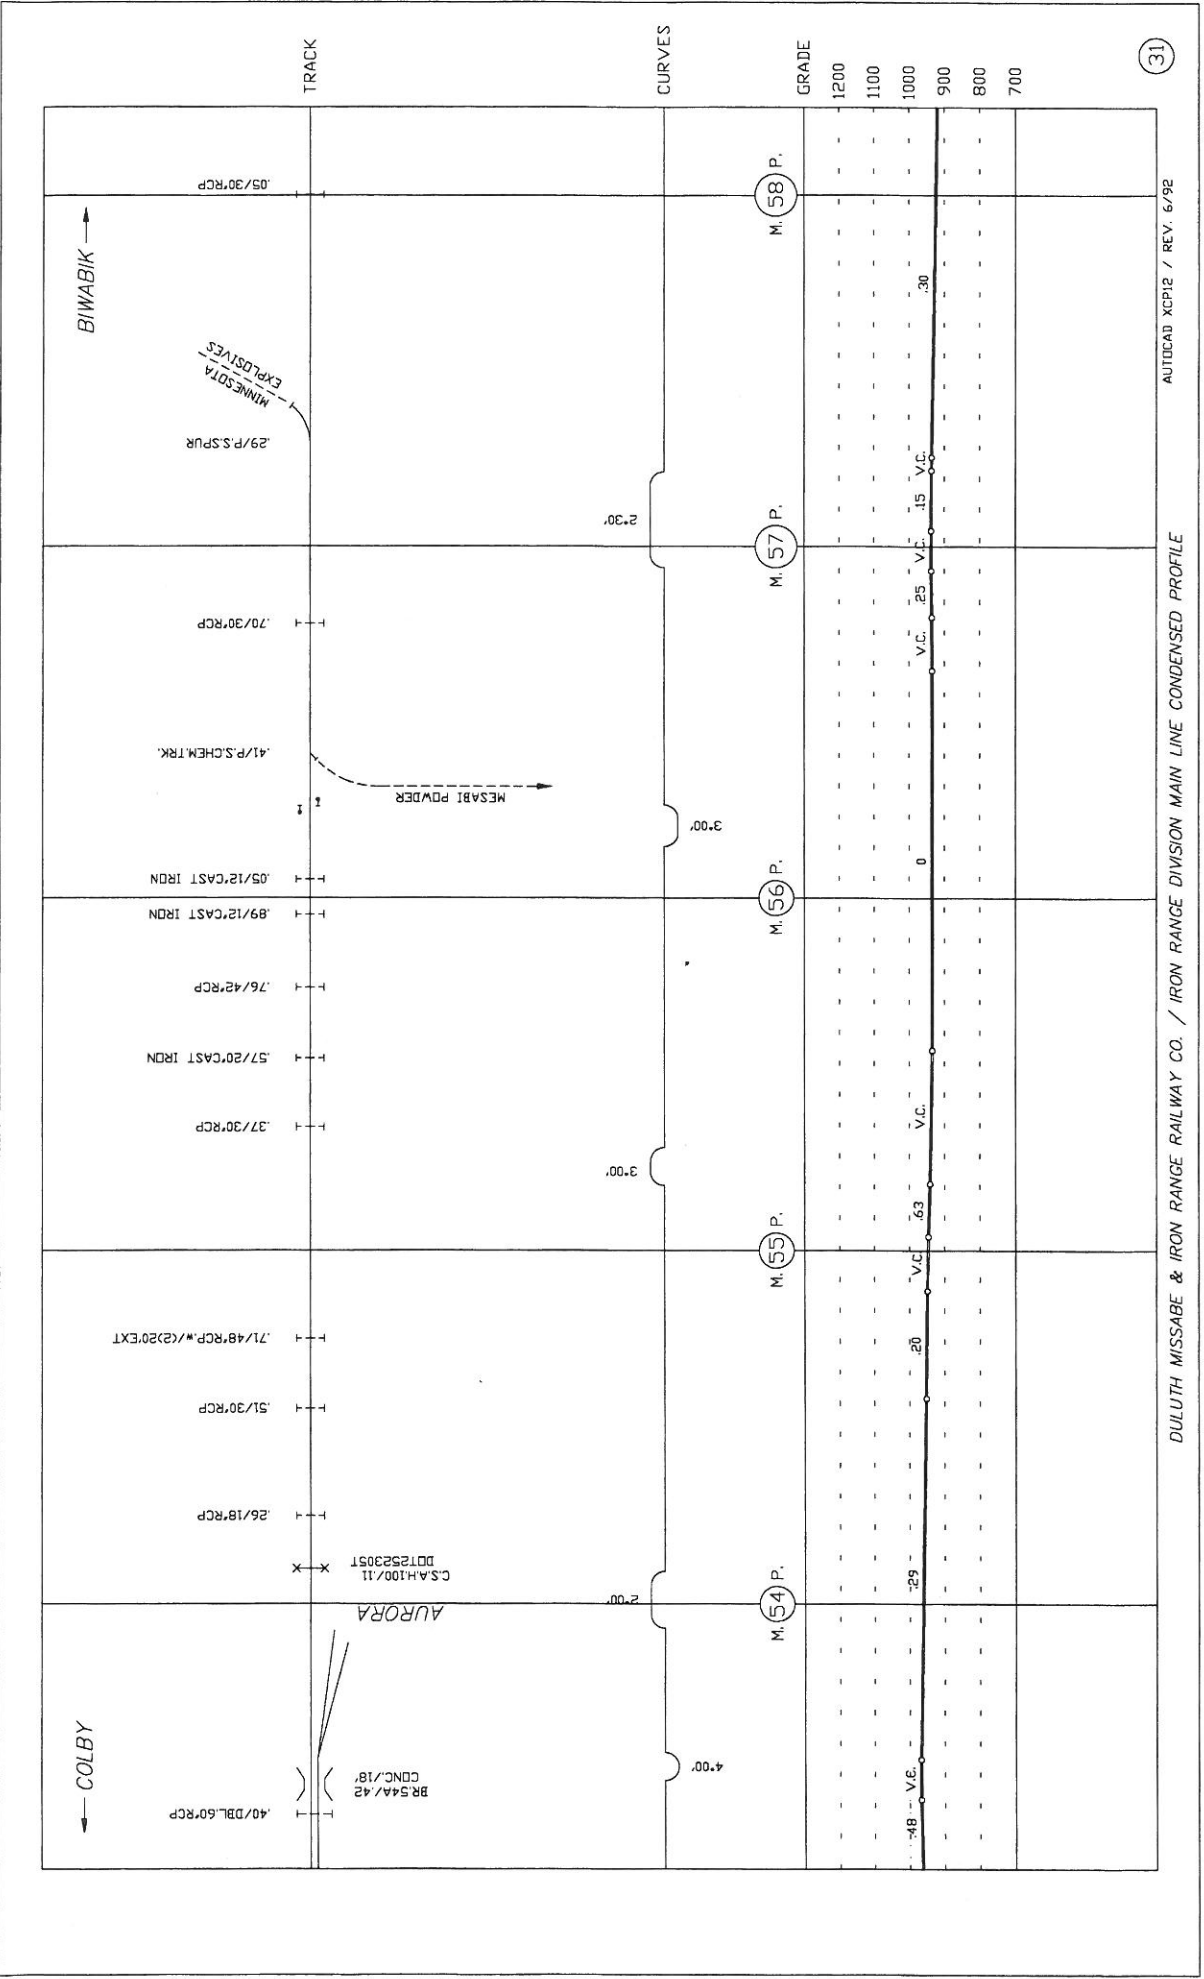 ← COLBY
BIWABIK →
TRACK
.40/DBL.60"RCP
BR.54A/.42
CONC./18'
AURORA
C.S.A.H.100/.11
DOT252305T
.26/18"RCP
.51/30"RCP
.71/48"RCP.w/(2)20'EXT
.37/30"RCP
.57/20"CAST IRON
.76/42"RCP
.89/12"CAST IRON
.05/12"CAST IRON
MESABI POWDER
.41/P.S.CHEM.TRK.
.70/30"RCP
.29/P.S.SPUR
MINNESOTA
EXPLOSIVES
.05/30"RCP
CURVES
4°00'
2°00'
3°00'
3°00'
2°30'
M. 54 P.
M. 55 P.
M. 56 P.
M. 57 P.
M. 58 P.
GRADE
1200
1100
1000
900
800
700
.48 V.C. .29 .20 V.C. .63 V.C. 0 V.C. .25 V.C. .15 V.C. .30
AUTOCAD XCP12 / REV. 6/92
DULUTH MISSABE & IRON RANGE RAILWAY CO. / IRON RANGE DIVISION MAIN LINE CONDENSED PROFILE
31